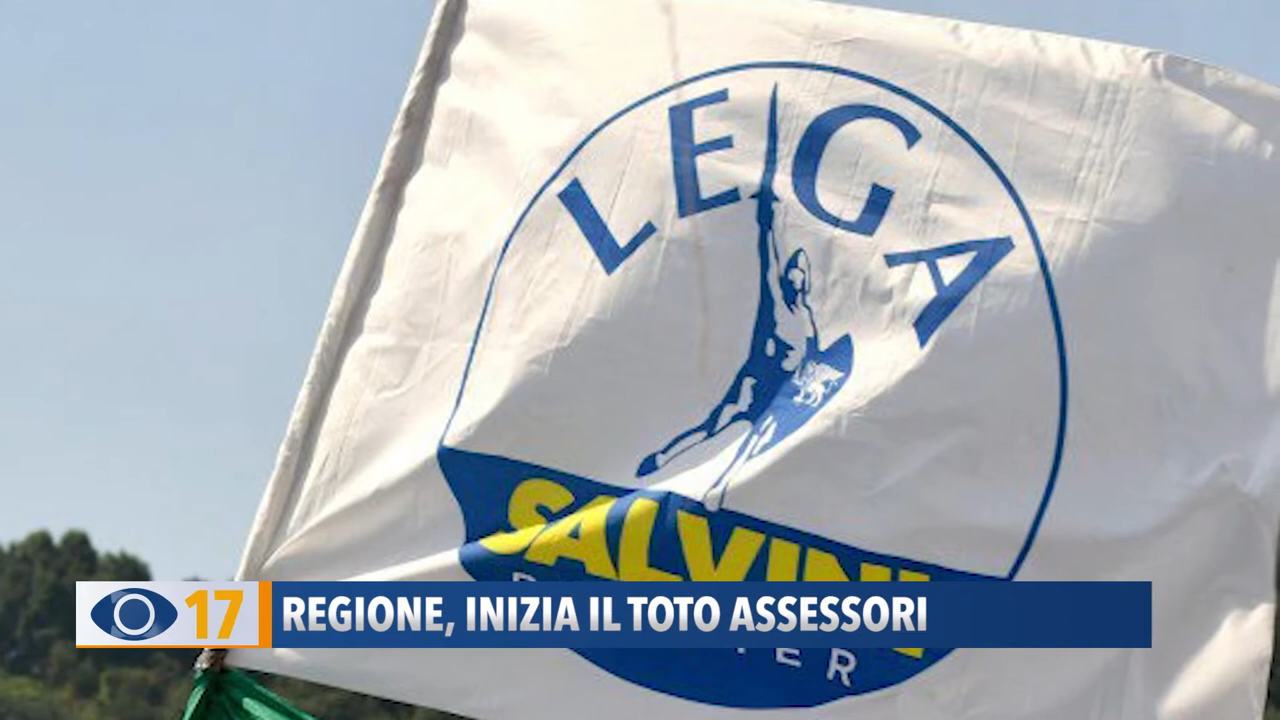 LEGA
SALVINI
17 REGIONE, INIZIA IL TOTO ASSESSORI